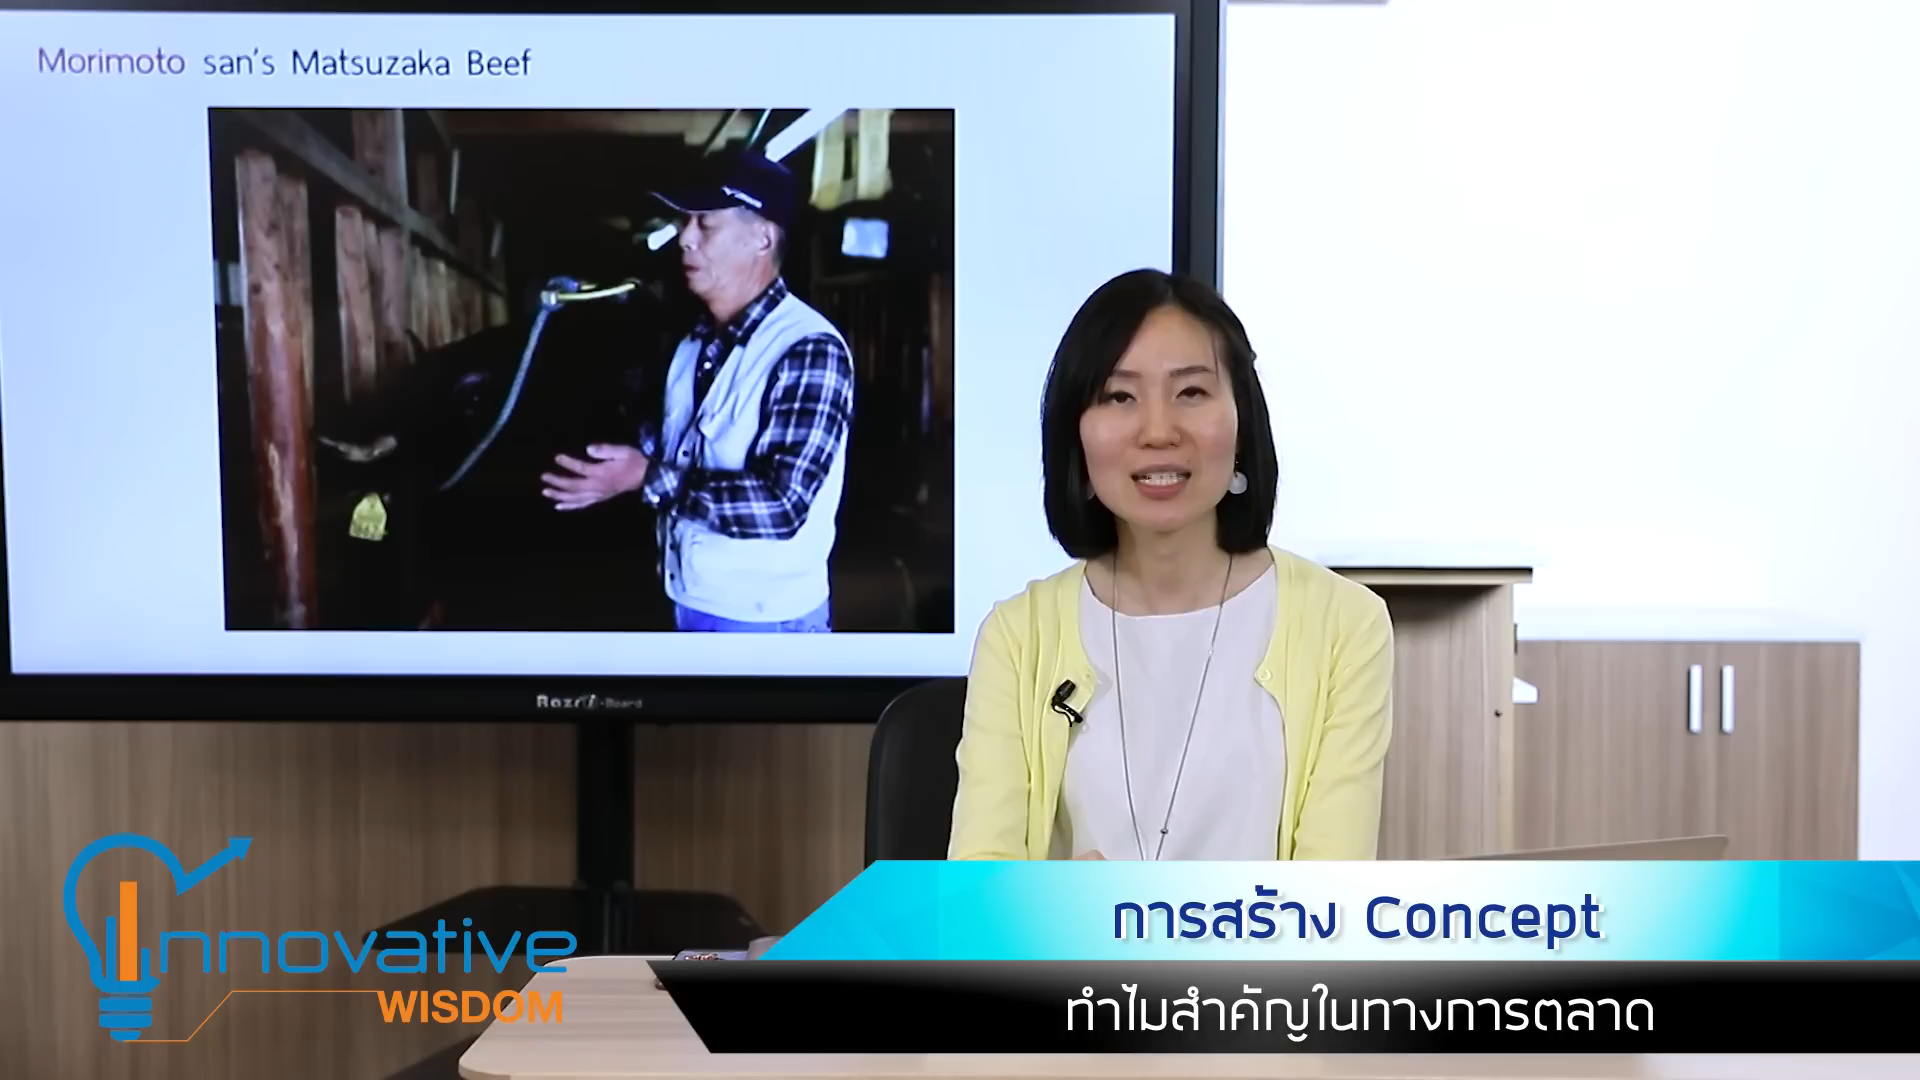 Morimoto san's Matsuzaka Beef
การสร้าง Concept
ทำไมสำคัญในทางการตลาด
innovative
WISDOM